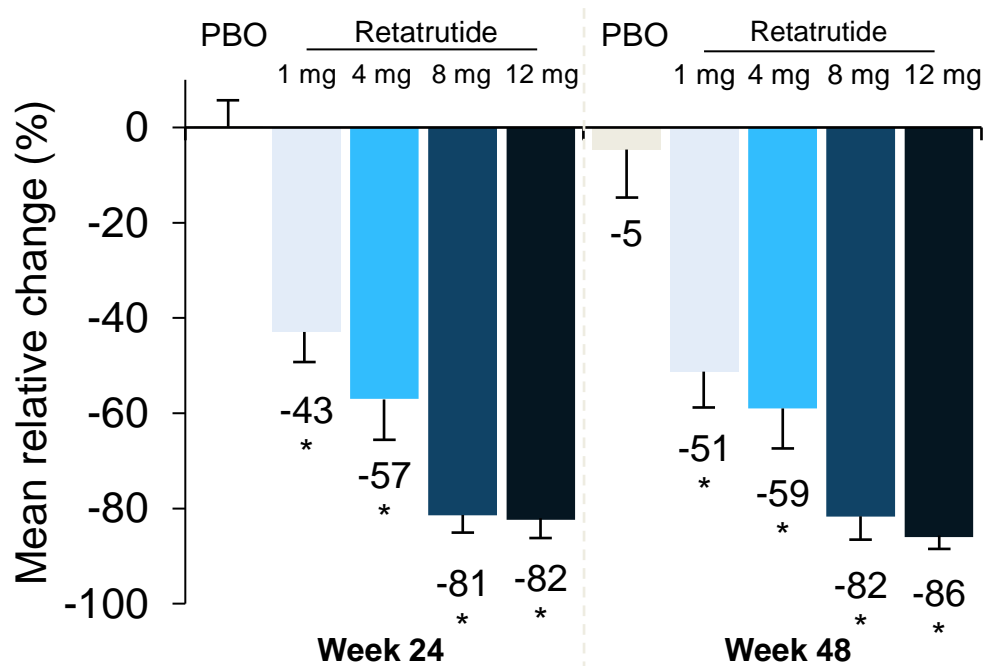 PBO
Retatrutide
1 mg 4 mg 8 mg 12 mg
PBO
Retatrutide
1 mg 4 mg 8 mg 12 mg
Mean relative change (%)
0
-20
-40
-60
-80
-100
-43
*
-57
*
-81
*
-82
*
Week 24
-5
-51
*
-59
*
-82
*
-86
*
Week 48